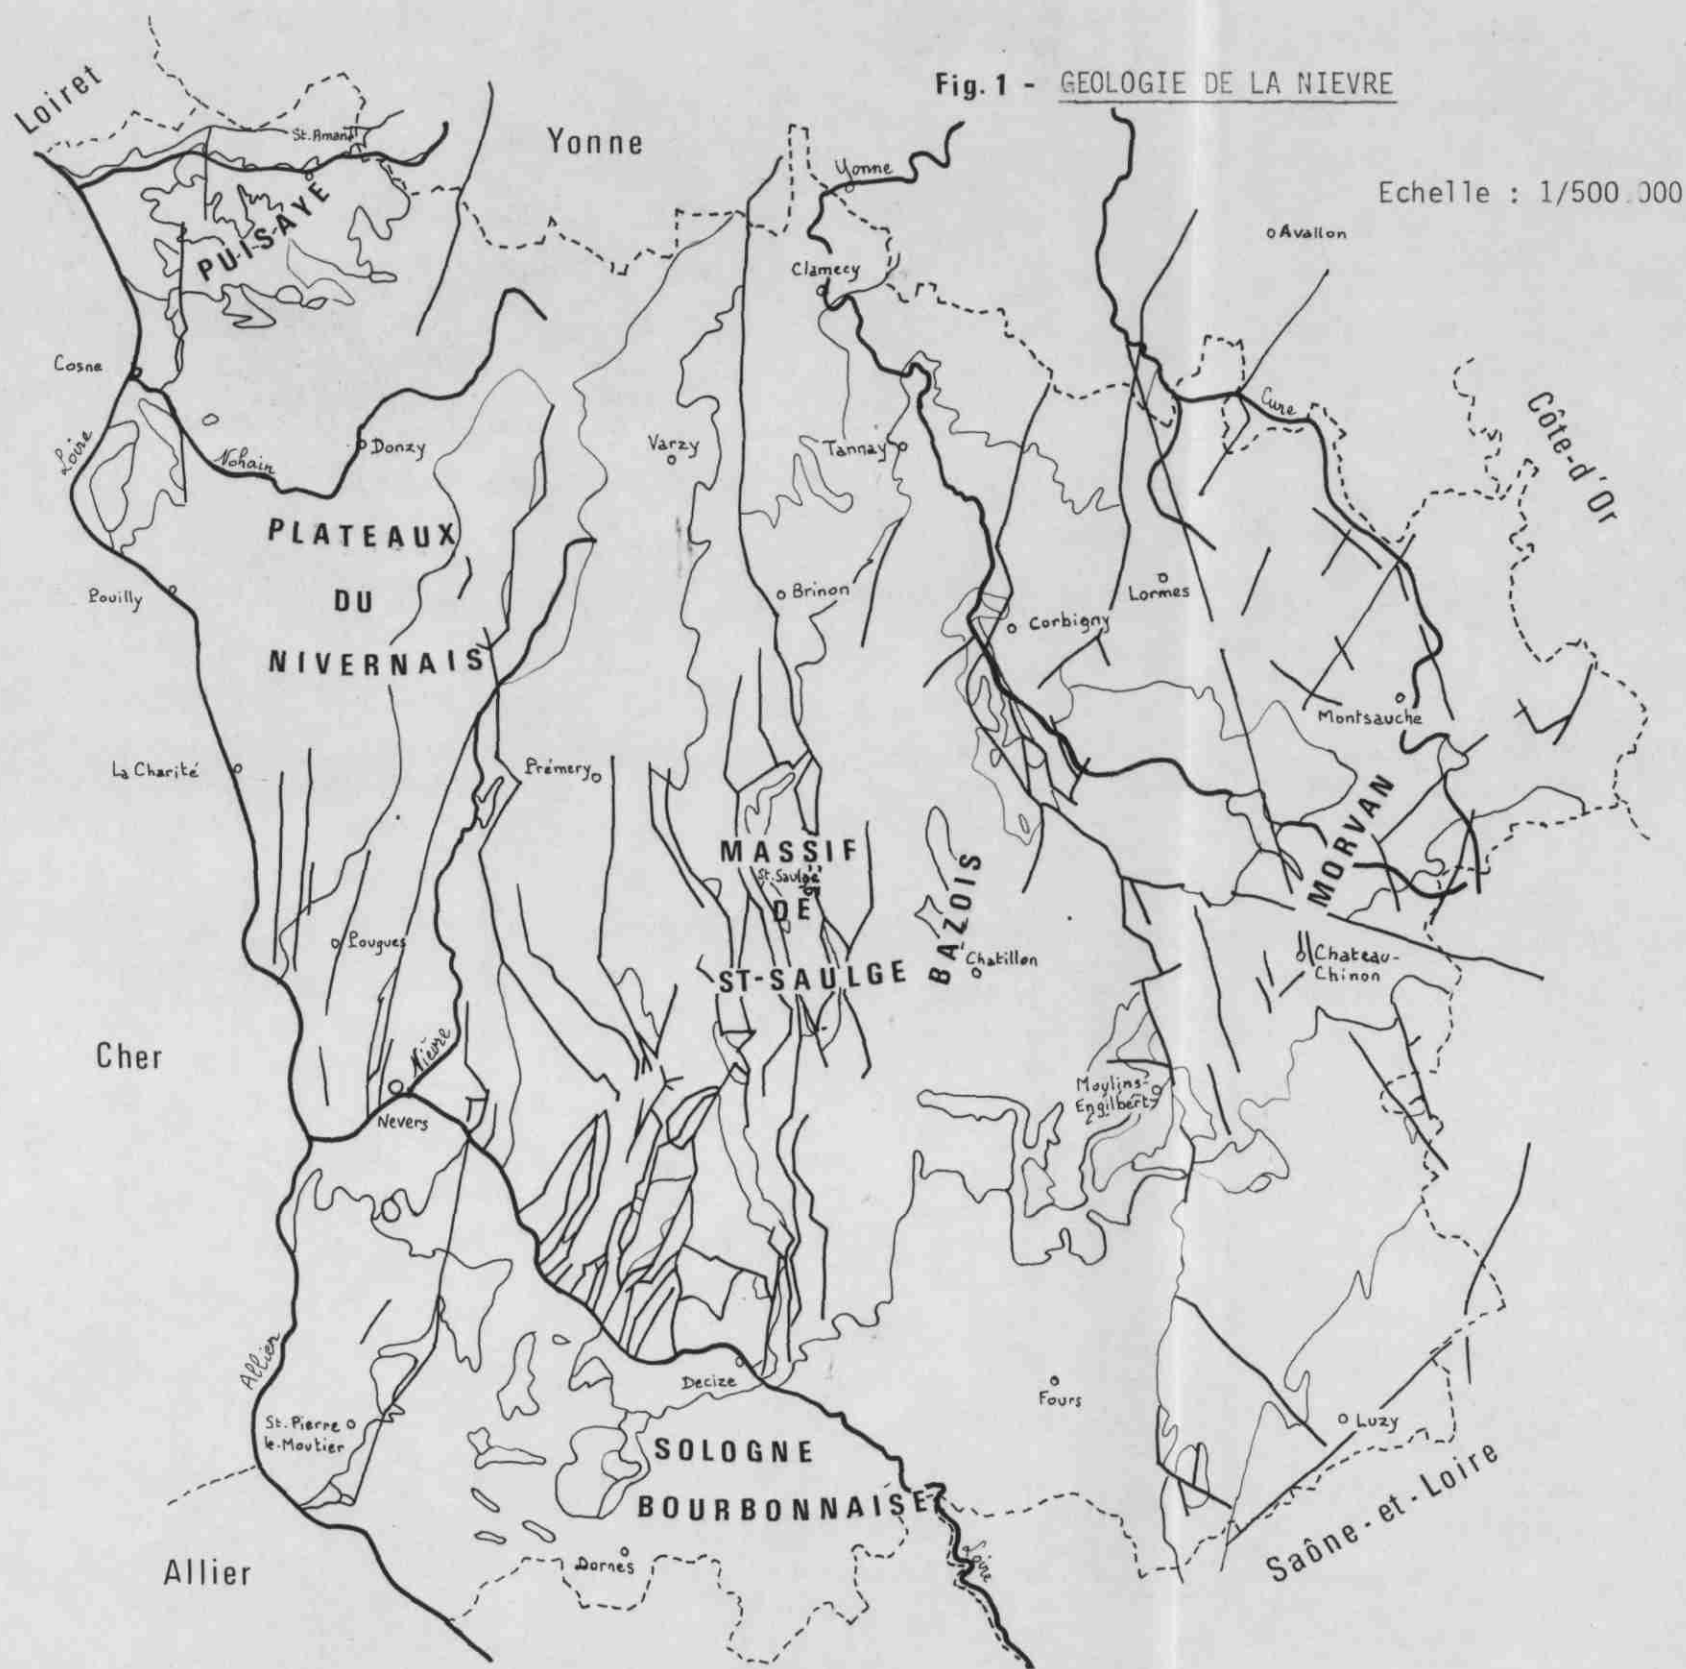 Fig. 1 - GEOLOGIE DE LA NIEVRE
Loiret
St. Amand
Yonne
Yonne
Echelle : 1/500.000
Avallon
PUISAYE
Clamecy
Cosne
Cure
Côte-d'Or
Loire
Nohain
Donzy
Varzy
Tannay
PLATEAUX
DU
NIVERNAIS
Pouilly
Brinon
Lormes
Corbigny
Montsauche
La Charité
Prémery
MORVAN
MASSIF
St. Saulge
DE
ST-SAULGE
BAZOIS
Pougues
Chatillon
Chateau-
Chinon
Cher
Nièvre
Moulins-
Engilbert
Nevers
Allier
Decize
Fours
St. Pierre
le-Moutier
Luzy
SOLOGNE
BOURBONNAISE
Saône-et-Loire
Allier
Dornes
Loire